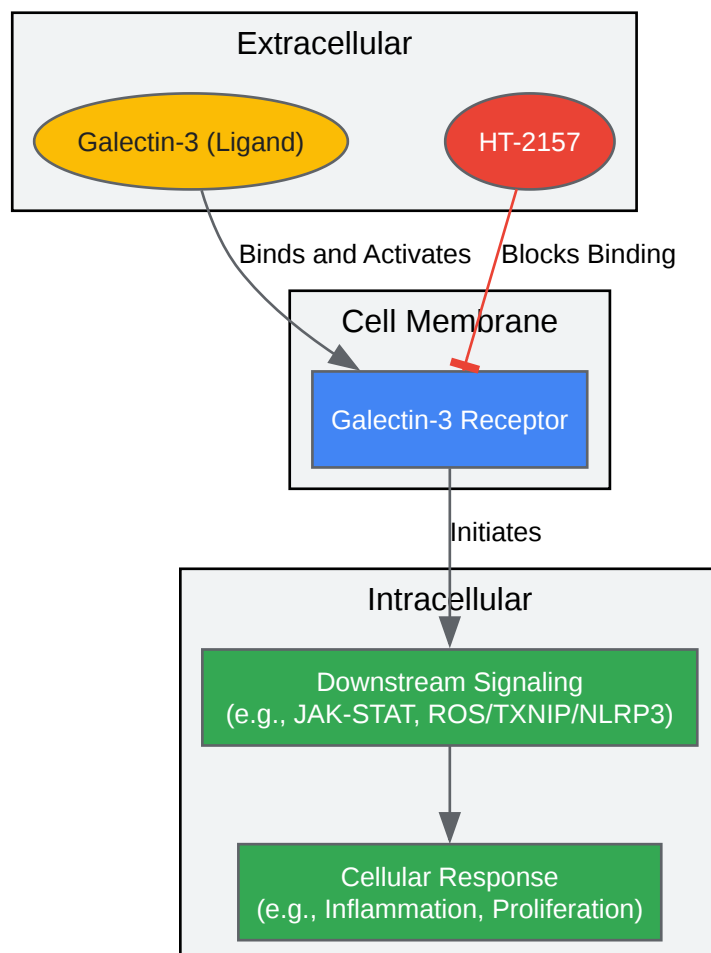 Extracellular
Galectin-3 (Ligand)
HT-2157
Binds and Activates
Blocks Binding
Cell Membrane
Galectin-3 Receptor
Initiates
Intracellular
Downstream Signaling
(e.g., JAK-STAT, ROS/TXNIP/NLRP3)
Cellular Response
(e.g., Inflammation, Proliferation)